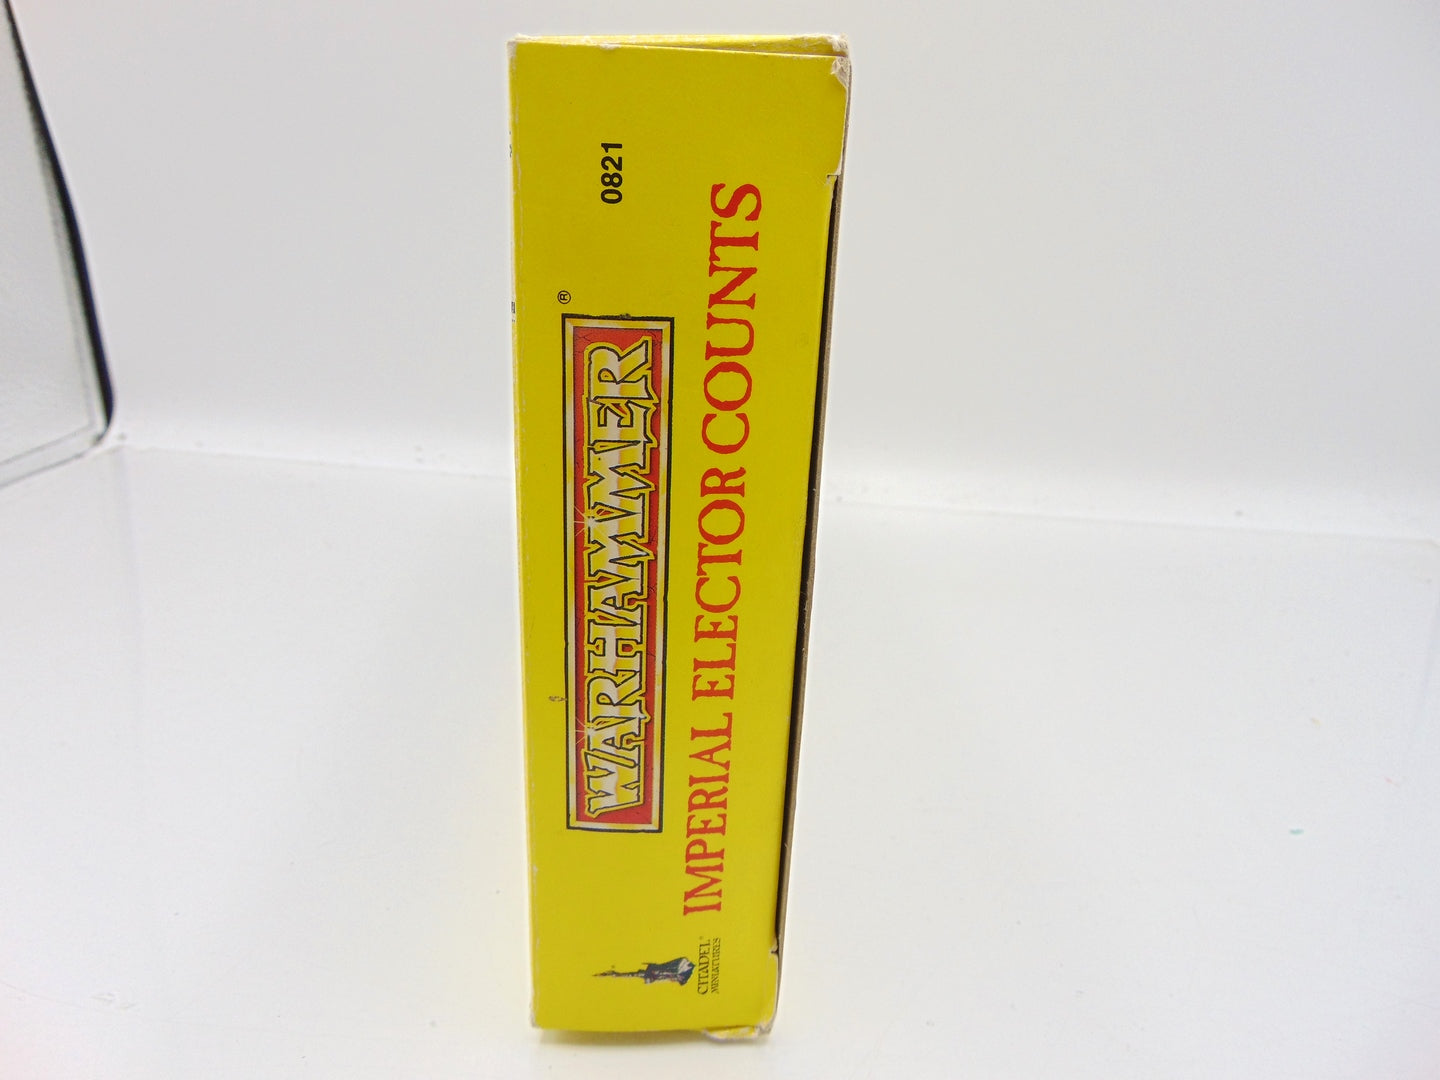 0821
WARHAMMER®
IMPERIAL ELECTOR COUNTS
CITADEL®
MINIATURES